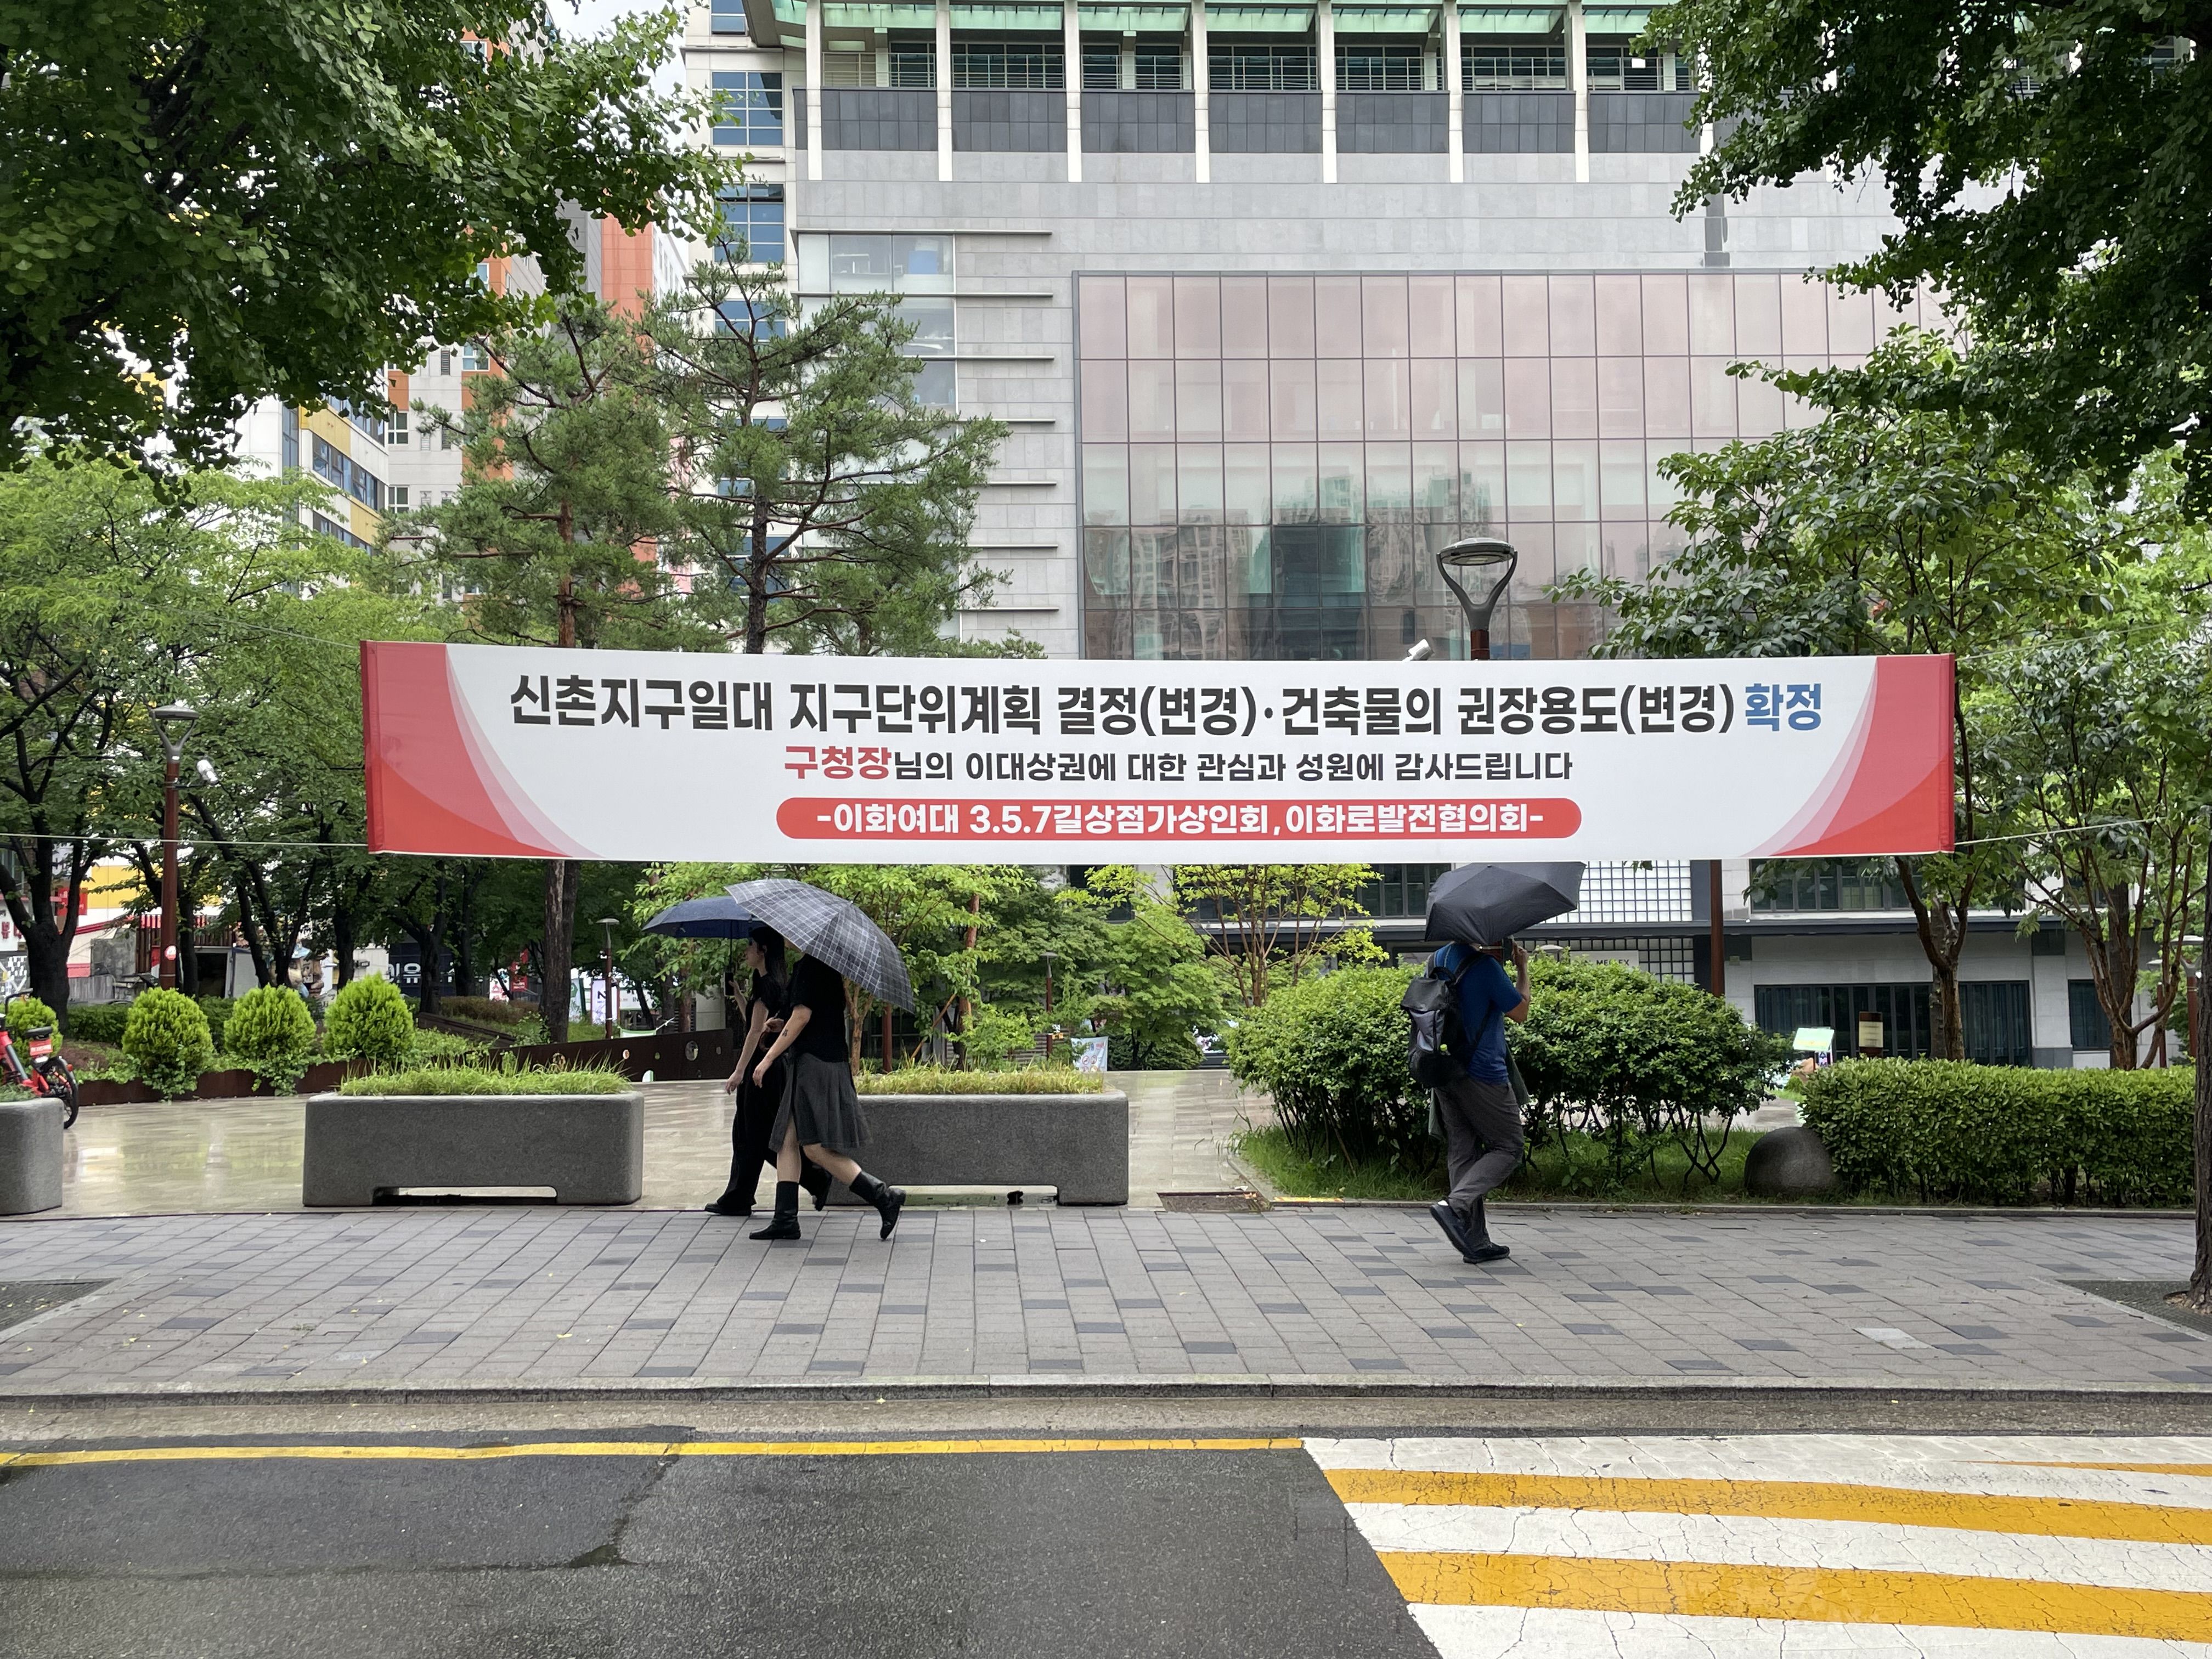 신촌지구일대 지구단위계획 결정(변경)·건축물의 권장용도(변경) 확정
구청장님의 이대상권에 대한 관심과 성원에 감사드립니다
-이화여대 3.5.7길상점가상인회, 이화로발전협의회-